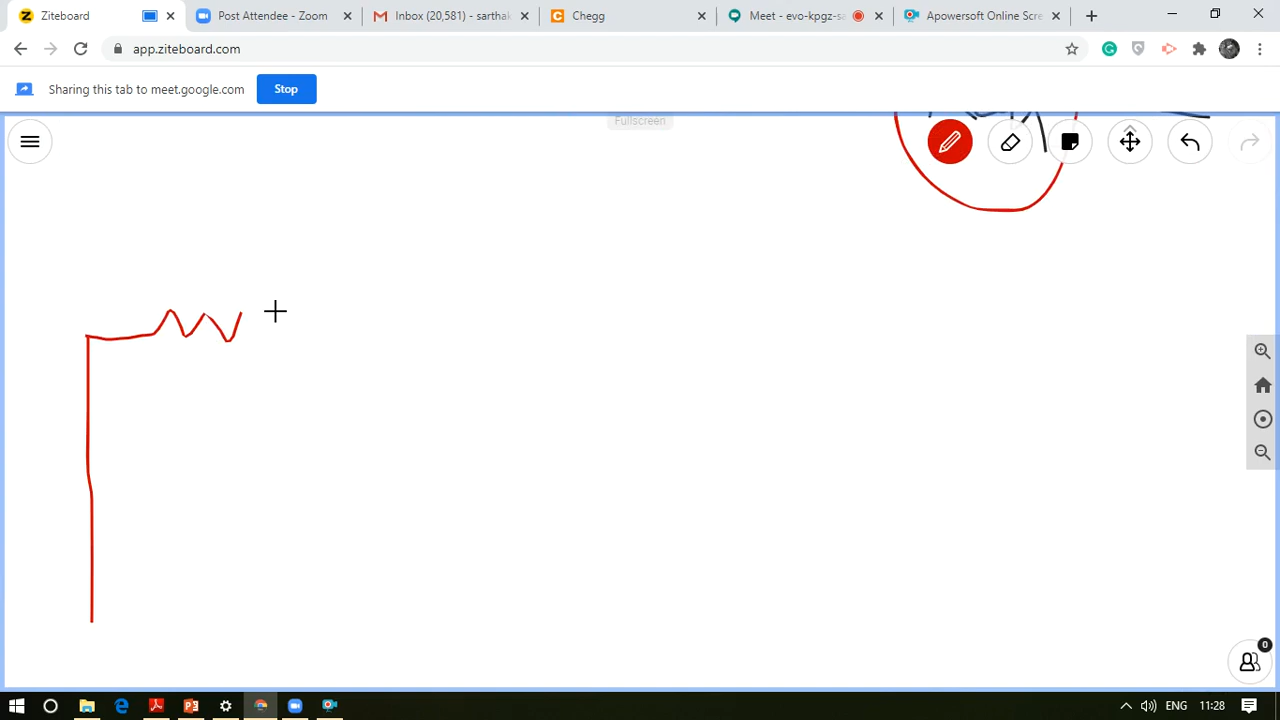 Ziteboard
Post Attendee - Zoom
Inbox (20,581) - sarthak
Chegg
Meet - evo-kpgz-s
Apowersoft Online Scre
app.ziteboard.com
Sharing this tab to meet.google.com
Stop
Fullscreen
0
ENG
11:28